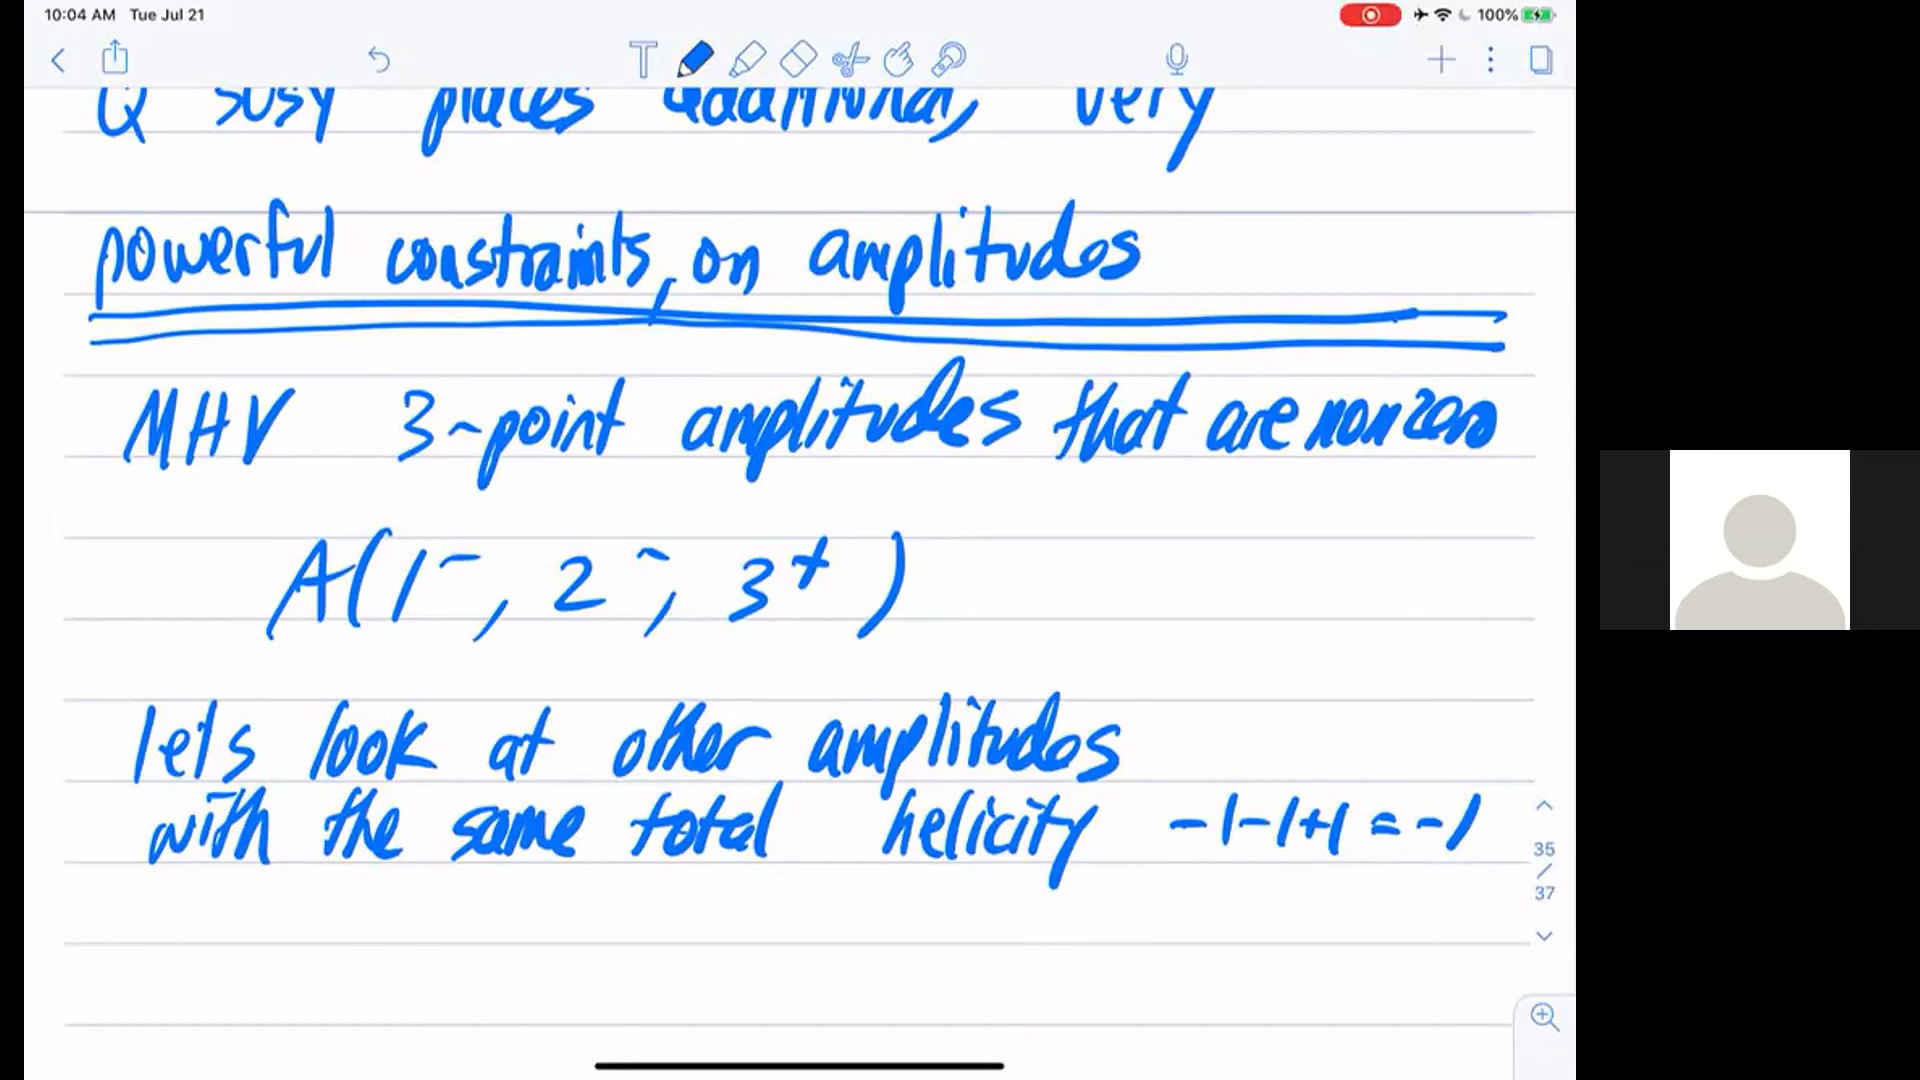 10:04 AM Tue Jul 21
100%
Q susy places additional, very
powerful constraints, on amplitudes
MHV 3-point amplitudes that are nonzero
A(1⁻, 2⁻, 3⁺)
let's look at other amplitudes
with the same total helicity -1-1+1 = -1
35
/
37